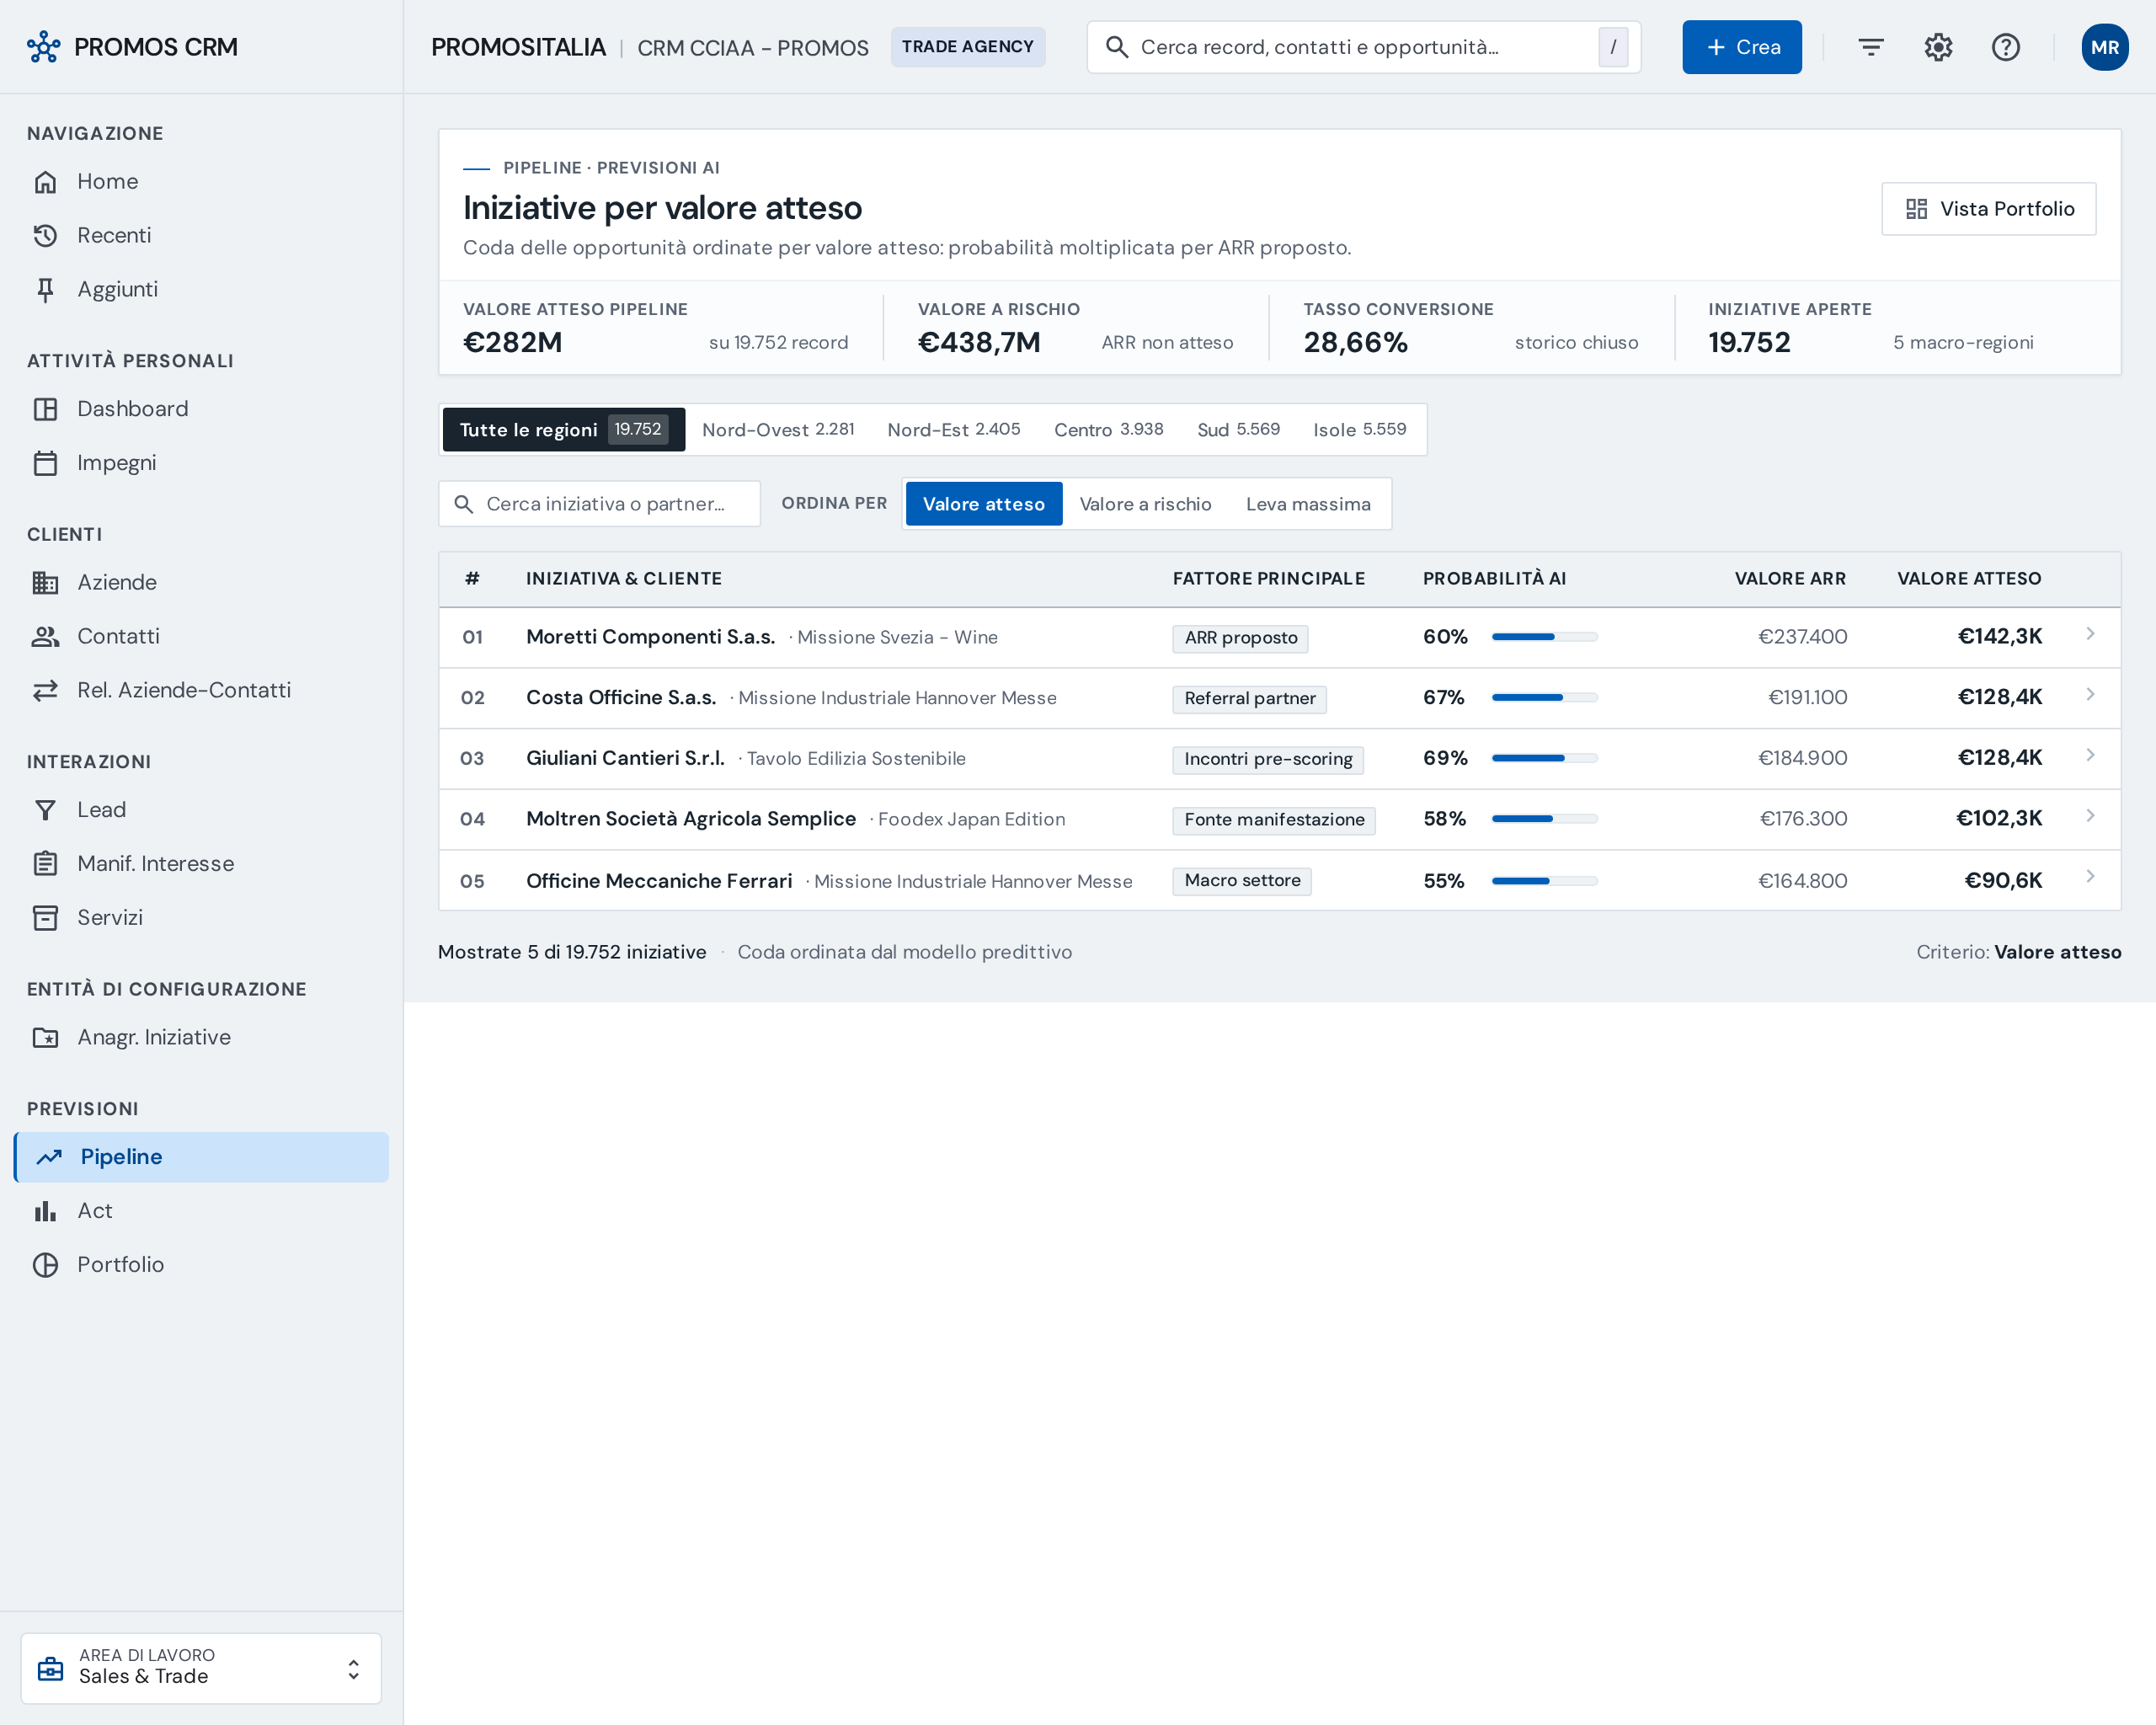 PROMOS CRM
PROMOSITALIA | CRM CCIAA - PROMOS TRADE AGENCY
Cerca record, contatti e opportunità... /
+ Crea
MR
NAVIGAZIONE
Home
Recenti
Aggiunti
ATTIVITÀ PERSONALI
Dashboard
Impegni
CLIENTI
Aziende
Contatti
Rel. Aziende-Contatti
INTERAZIONI
Lead
Manif. Interesse
Servizi
ENTITÀ DI CONFIGURAZIONE
Anagr. Iniziative
PREVISIONI
Pipeline
Act
Portfolio
AREA DI LAVORO
Sales & Trade
PIPELINE · PREVISIONI AI
Iniziative per valore atteso
Coda delle opportunità ordinate per valore atteso: probabilità moltiplicata per ARR proposto.
Vista Portfolio
VALORE ATTESO PIPELINE
€282M su 19.752 record
VALORE A RISCHIO
€438,7M ARR non atteso
TASSO CONVERSIONE
28,66% storico chiuso
INIZIATIVE APERTE
19.752 5 macro-regioni
Tutte le regioni 19.752 Nord-Ovest 2.281 Nord-Est 2.405 Centro 3.938 Sud 5.569 Isole 5.559
Cerca iniziativa o partner... ORDINA PER Valore atteso Valore a rischio Leva massima
# INIZIATIVA & CLIENTE FATTORE PRINCIPALE PROBABILITÀ AI VALORE ARR VALORE ATTESO
01 Moretti Componenti S.a.s. · Missione Svezia - Wine ARR proposto 60% €237.400 €142,3K
02 Costa Officine S.a.s. · Missione Industriale Hannover Messe Referral partner 67% €191.100 €128,4K
03 Giuliani Cantieri S.r.l. · Tavolo Edilizia Sostenibile Incontri pre-scoring 69% €184.900 €128,4K
04 Moltren Società Agricola Semplice · Foodex Japan Edition Fonte manifestazione 58% €176.300 €102,3K
05 Officine Meccaniche Ferrari · Missione Industriale Hannover Messe Macro settore 55% €164.800 €90,6K
Mostrate 5 di 19.752 iniziative · Coda ordinata dal modello predittivo Criterio: Valore atteso